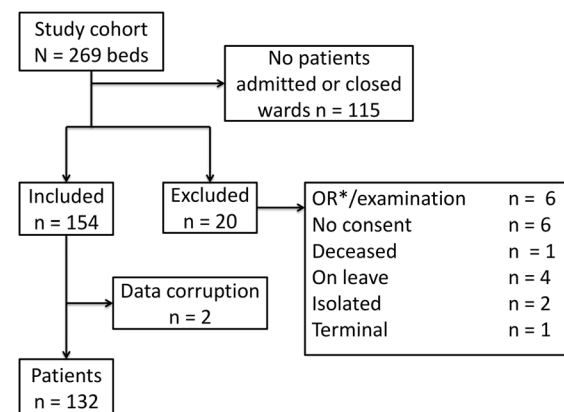 Study cohort
N = 269 beds
No patients
admitted or closed
wards n = 115
Included
n = 154
Excluded
n = 20
OR*/examination n = 6
No consent n = 6
Deceased n = 1
On leave n = 4
Isolated n = 2
Terminal n = 1
Data corruption
n = 2
Patients
n = 132